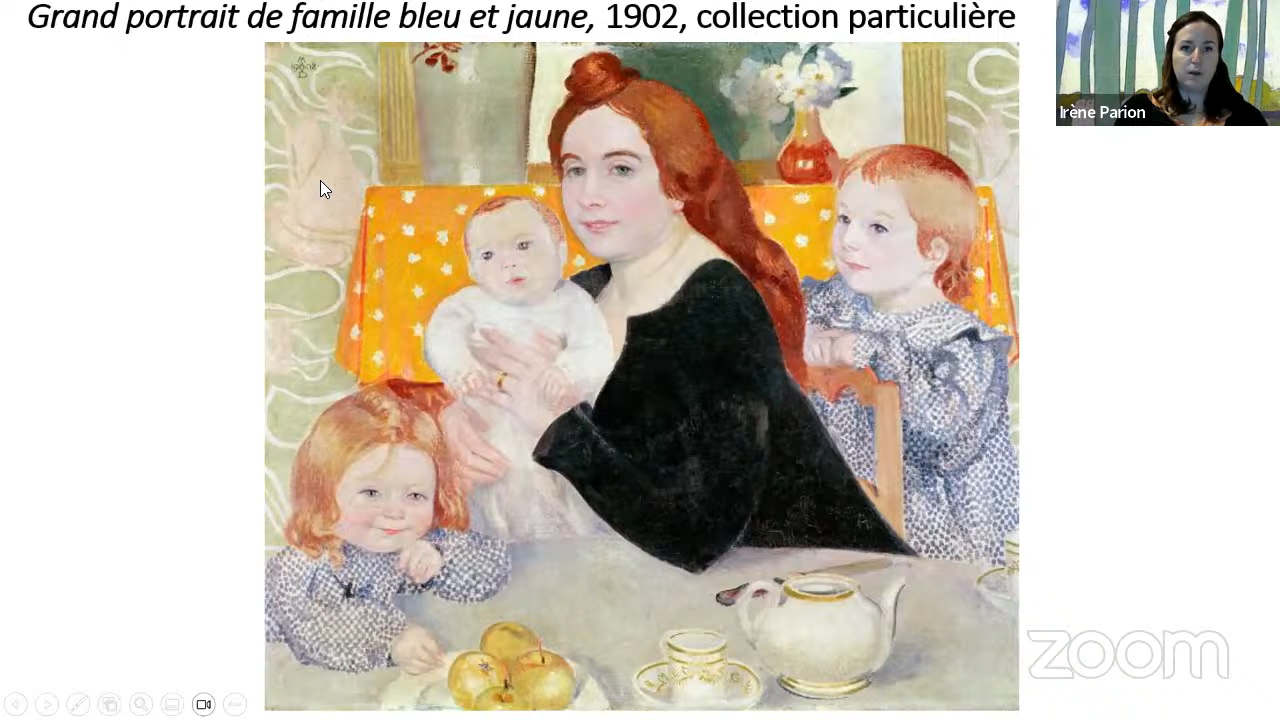 Grand portrait de famille bleu et jaune, 1902, collection particulière
Irène Parion
zoom